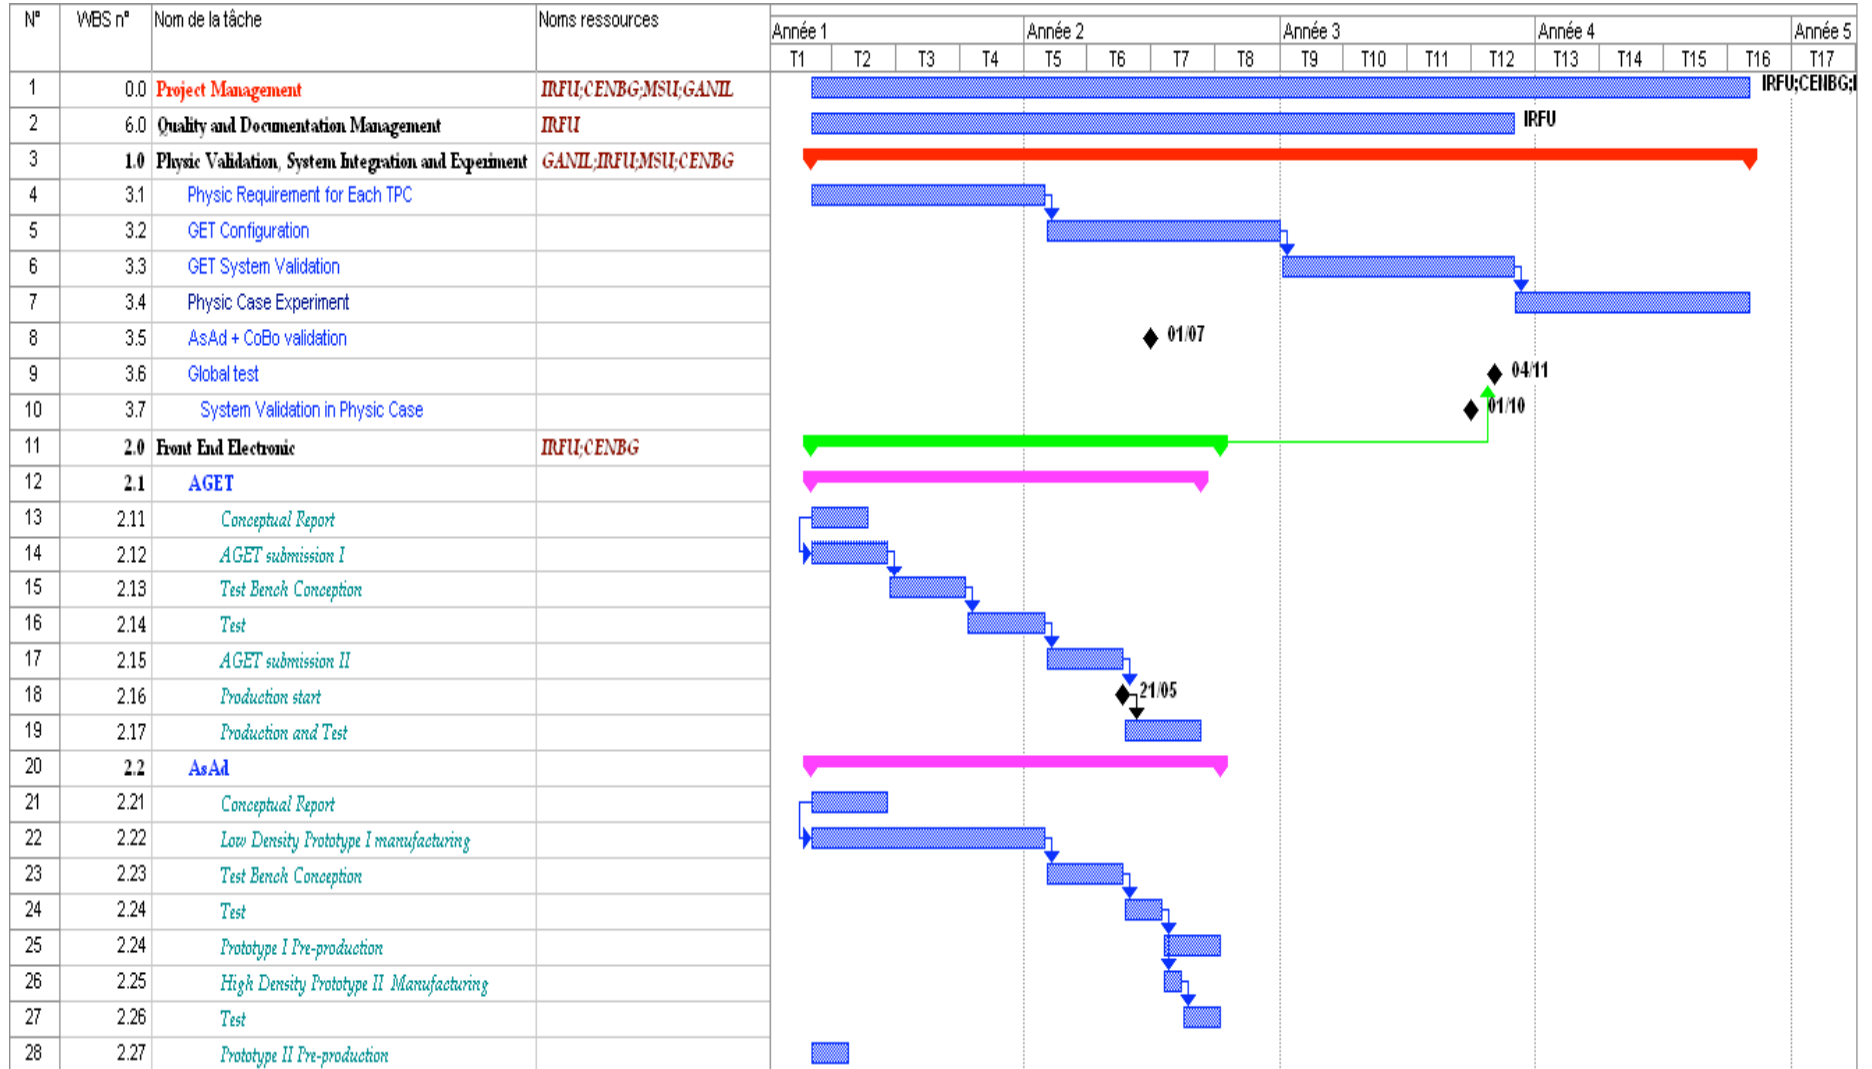 N° WBS n° Nom de la tâche Noms ressources
Année 1 Année 2 Année 3 Année 4 Année 5
T1 T2 T3 T4 T5 T6 T7 T8 T9 T10 T11 T12 T13 T14 T15 T16 T17
1 0.0 Project Management IRFU;CENBG;MSU;GANIL IRFU;CENBG;
2 6.0 Quality and Documentation Management IRFU IRFU
3 1.0 Physic Validation, System Integration and Experiment GANIL;IRFU;MSU;CENBG
4 3.1 Physic Requirement for Each TPC
5 3.2 GET Configuration
6 3.3 GET System Validation
7 3.4 Physic Case Experiment
8 3.5 AsAd + CoBo validation 01/07
9 3.6 Global test 04/11
10 3.7 System Validation in Physic Case 01/10
11 2.0 Front End Electronic IRFU;CENBG
12 2.1 AGET
13 2.11 Conceptual Report
14 2.12 AGET submission I
15 2.13 Test Bench Conception
16 2.14 Test
17 2.15 AGET submission II
18 2.16 Production start 21/05
19 2.17 Production and Test
20 2.2 AsAd
21 2.21 Conceptual Report
22 2.22 Low Density Prototype I manufacturing
23 2.23 Test Bench Conception
24 2.24 Test
25 2.24 Prototype I Pre-production
26 2.25 High Density Prototype II Manufacturing
27 2.26 Test
28 2.27 Prototype II Pre-production